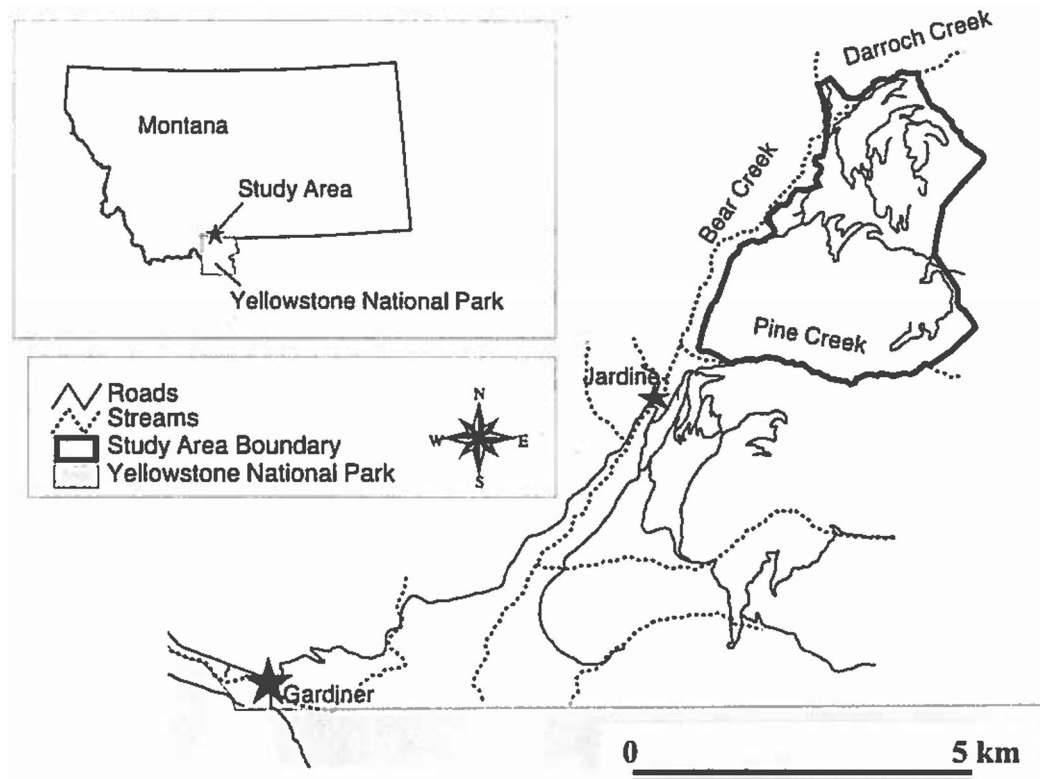 Montana
Study Area
Yellowstone National Park
Roads
Streams
Study Area Boundary
Yellowstone National Park
N
W
E
S
Darroch Creek
Bear Creek
Pine Creek
Jardine
Gardiner
0 5 km